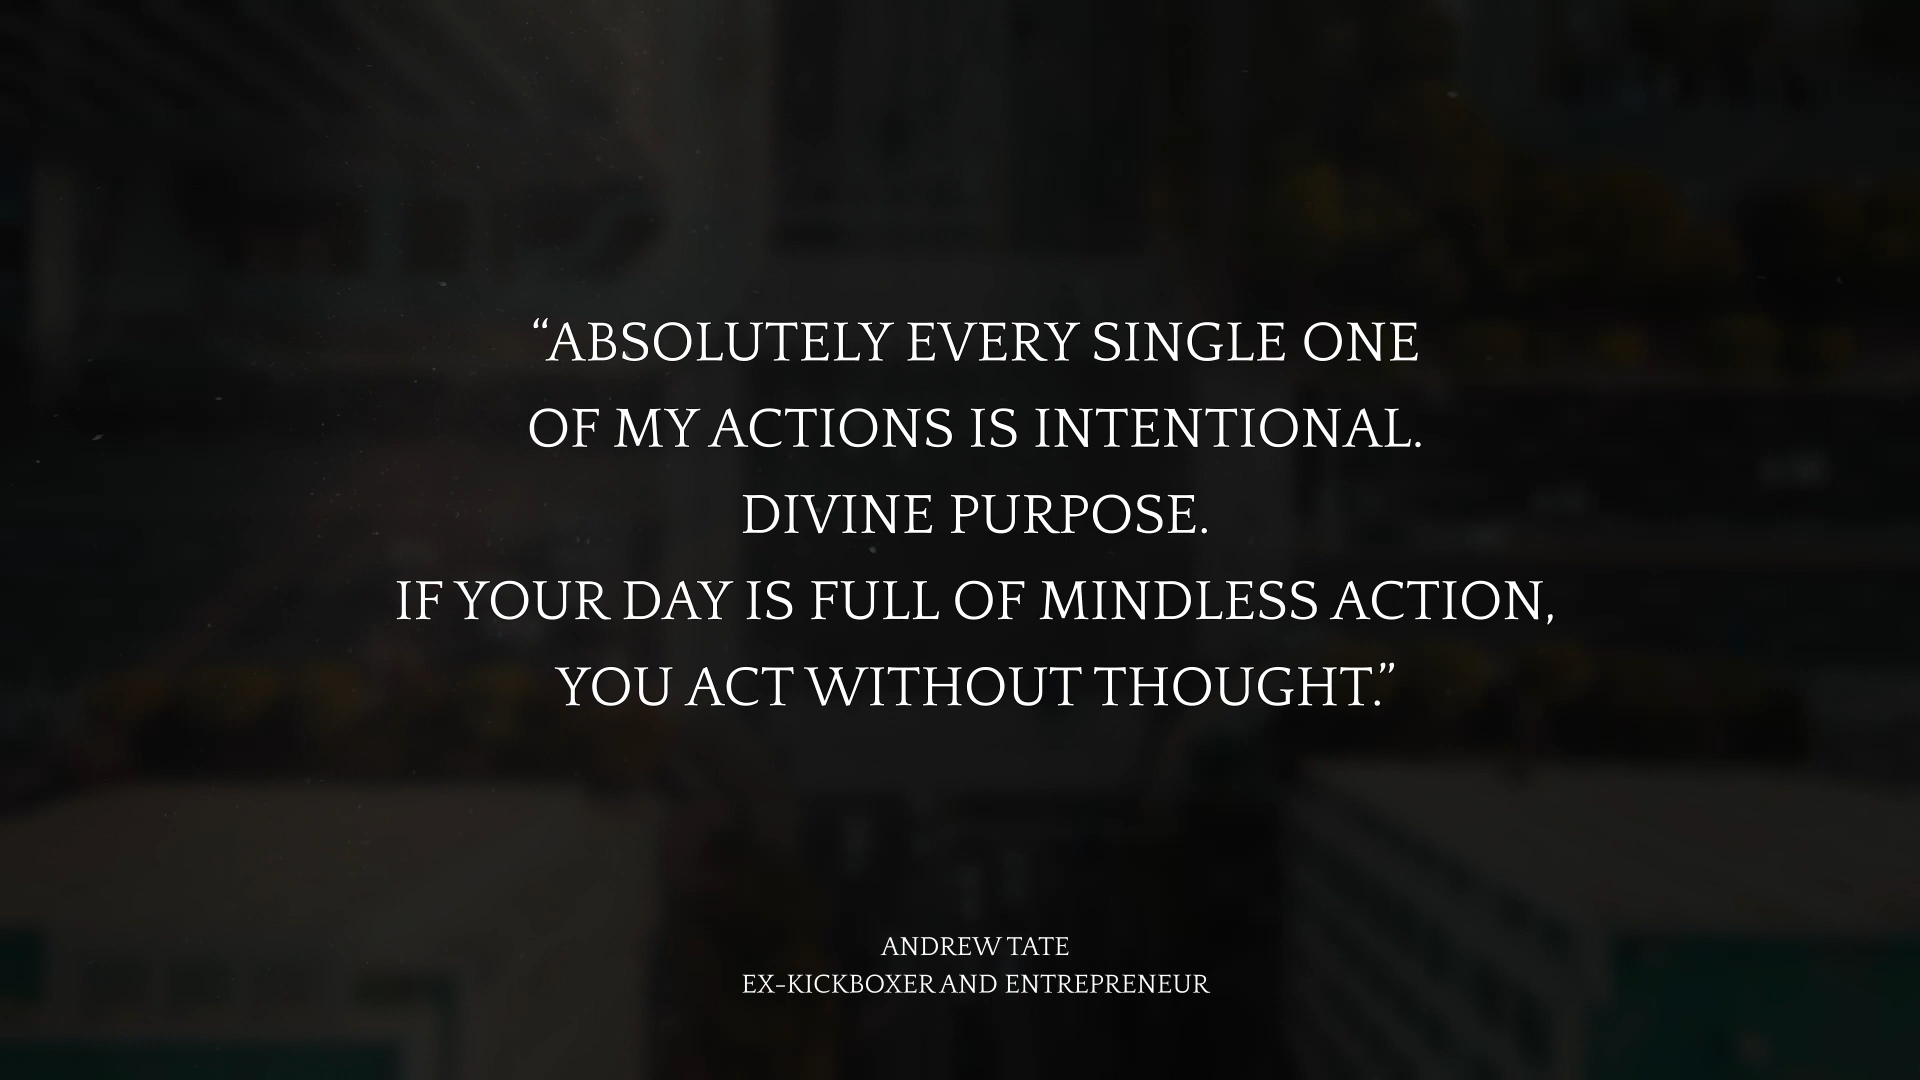 “ABSOLUTELY EVERY SINGLE ONE
OF MY ACTIONS IS INTENTIONAL.
DIVINE PURPOSE.
IF YOUR DAY IS FULL OF MINDLESS ACTION,
YOU ACT WITHOUT THOUGHT.”
ANDREW TATE
EX-KICKBOXER AND ENTREPRENEUR